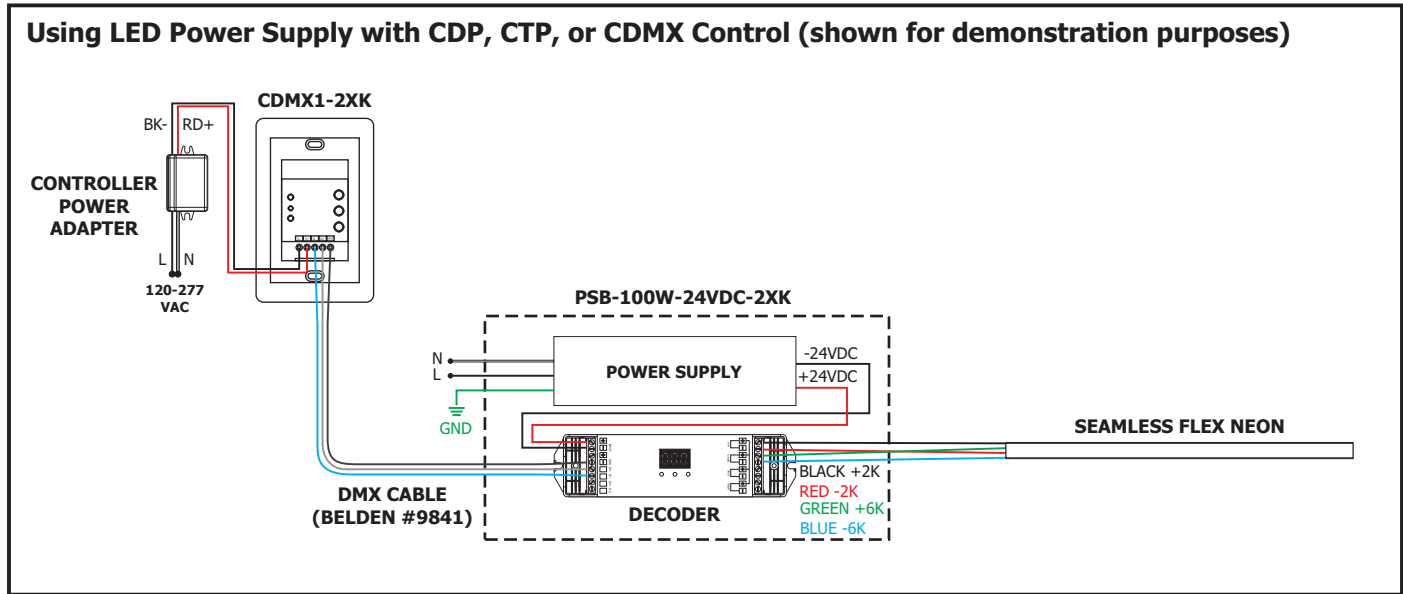 Using LED Power Supply with CDP, CTP, or CDMX Control (shown for demonstration purposes)
CDMX1-2XK
BK-
RD+
CONTROLLER
POWER
ADAPTER
L
N
120-277
VAC
PSB-100W-24VDC-2XK
N
L
GND
POWER SUPPLY
-24VDC
+24VDC
SEAMLESS FLEX NEON
DMX CABLE
(BELDEN #9841)
DECODER
BLACK +2K
RED -2K
GREEN +6K
BLUE -6K